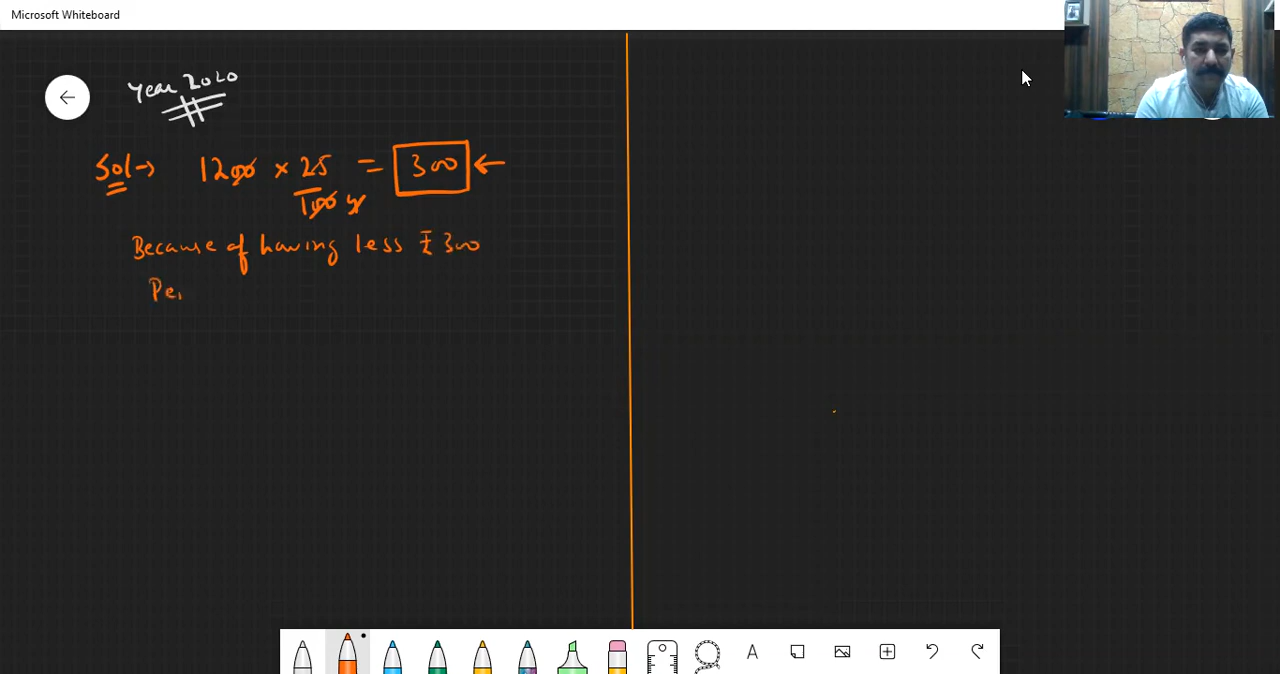 Microsoft Whiteboard
Year 2020
Sol → 1200 × 25/100 = 300 ←
Because of having less ₹300
Pe
A